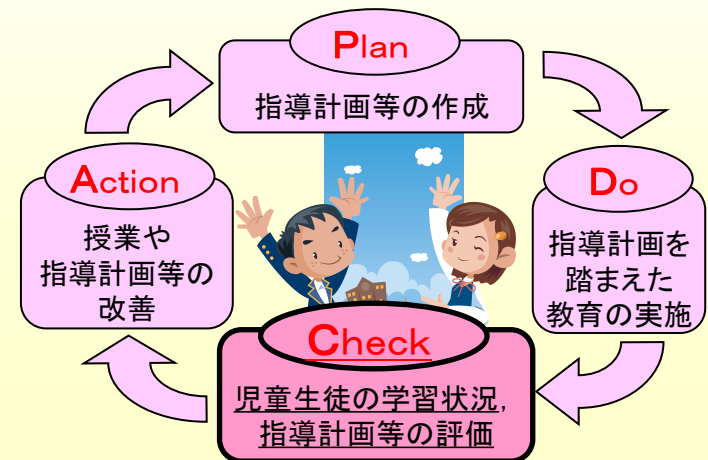 Plan
指導計画等の作成
Do
指導計画を
踏まえた
教育の実施
Check
児童生徒の学習状況,
指導計画等の評価
Action
授業や
指導計画等の
改善